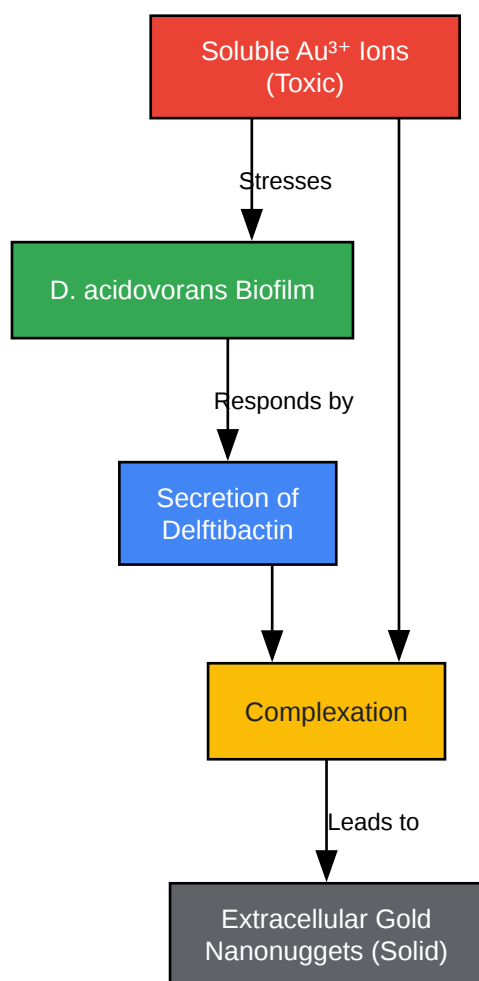 Soluble Au³⁺ Ions
(Toxic)
Stresses
D. acidovorans Biofilm
Responds by
Secretion of
Delftibactin
Complexation
Leads to
Extracellular Gold
Nanonuggets (Solid)